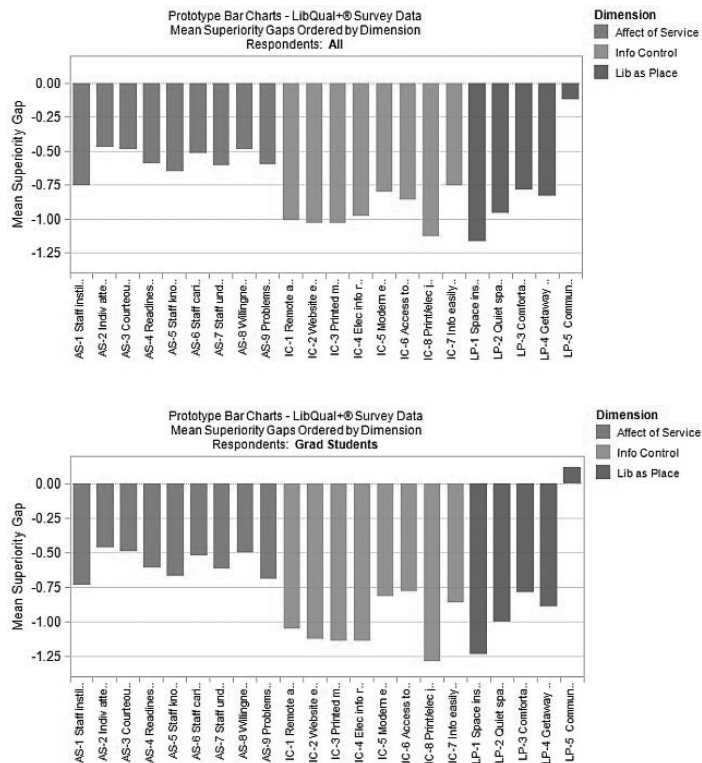 Prototype Bar Charts - LibQual+® Survey Data
Mean Superiority Gaps Ordered by Dimension
Respondents: All
Dimension
Affect of Service
Info Control
Lib as Place
Mean Superiority Gap
0.00
-0.25
-0.50
-0.75
-1.00
-1.25
AS-1 Staff instil..
AS-2 Indiv atte..
AS-3 Courteou..
AS-4 Readines..
AS-5 Staff kno..
AS-6 Staff cari..
AS-7 Staff und..
AS-8 Willingne..
AS-9 Problems..
IC-1 Remote a..
IC-2 Website e..
IC-3 Printed m..
IC-4 Elec info r..
IC-5 Modern e..
IC-6 Access to..
IC-8 Print/elec j..
IC-7 Info easily..
LP-1 Space ins..
LP-2 Quiet spa..
LP-3 Comforta..
LP-4 Getaway ..
LP-5 Commun..
Prototype Bar Charts - LibQual+® Survey Data
Mean Superiority Gaps Ordered by Dimension
Respondents: Grad Students
Dimension
Affect of Service
Info Control
Lib as Place
Mean Superiority Gap
0.00
-0.25
-0.50
-0.75
-1.00
-1.25
AS-1 Staff instil..
AS-2 Indiv atte..
AS-3 Courteou..
AS-4 Readines..
AS-5 Staff kno..
AS-6 Staff cari..
AS-7 Staff und..
AS-8 Willingne..
AS-9 Problems..
IC-1 Remote a..
IC-2 Website e..
IC-3 Printed m..
IC-4 Elec info r..
IC-5 Modern e..
IC-6 Access to..
IC-8 Print/elec j..
IC-7 Info easily..
LP-1 Space ins..
LP-2 Quiet spa..
LP-3 Comforta..
LP-4 Getaway ..
LP-5 Commun..